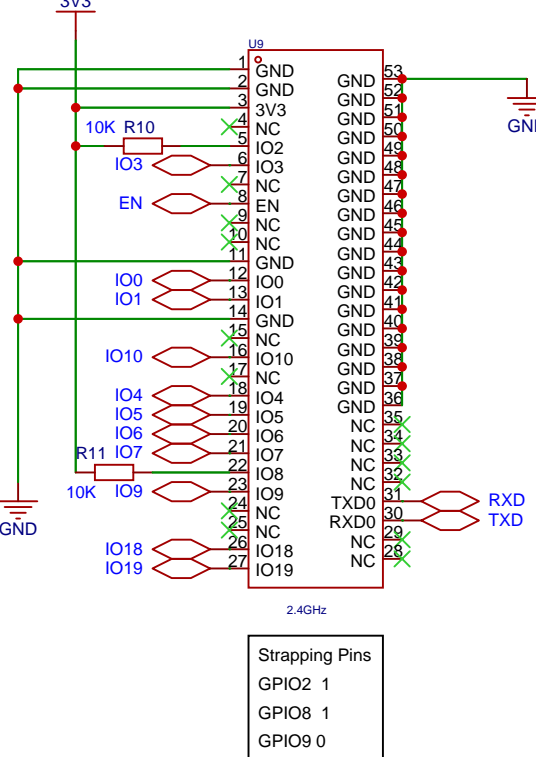 3V3
U9
1 GND
2 GND
3 3V3
4 NC
10K R10
5 IO2
IO3 6 IO3
7 NC
EN 8 EN
9 NC
10 NC
11 GND
IO0 12 IO0
IO1 13 IO1
14 GND
15 NC
IO10 16 IO10
17 NC
IO4 18 IO4
IO5 19 IO5
IO6 20 IO6
IO7 21 IO7
R11
22 IO8
10K
IO9 23 IO9
24 NC
25 NC
IO18 26 IO18
IO19 27 IO19
GND
GND 53
GND 52
GND 51
GND 50
GND 49
GND 48
GND 47
GND 46
GND 45
GND 44
GND 43
GND 42
GND 41
GND 40
GND 39
GND 38
GND 37
GND 36
NC 35
NC 34
NC 33
NC 32
TXD0 31 RXD
RXD0 30 TXD
NC 29
NC 28
GND
2.4GHz
Strapping Pins
GPIO2 1
GPIO8 1
GPIO9 0